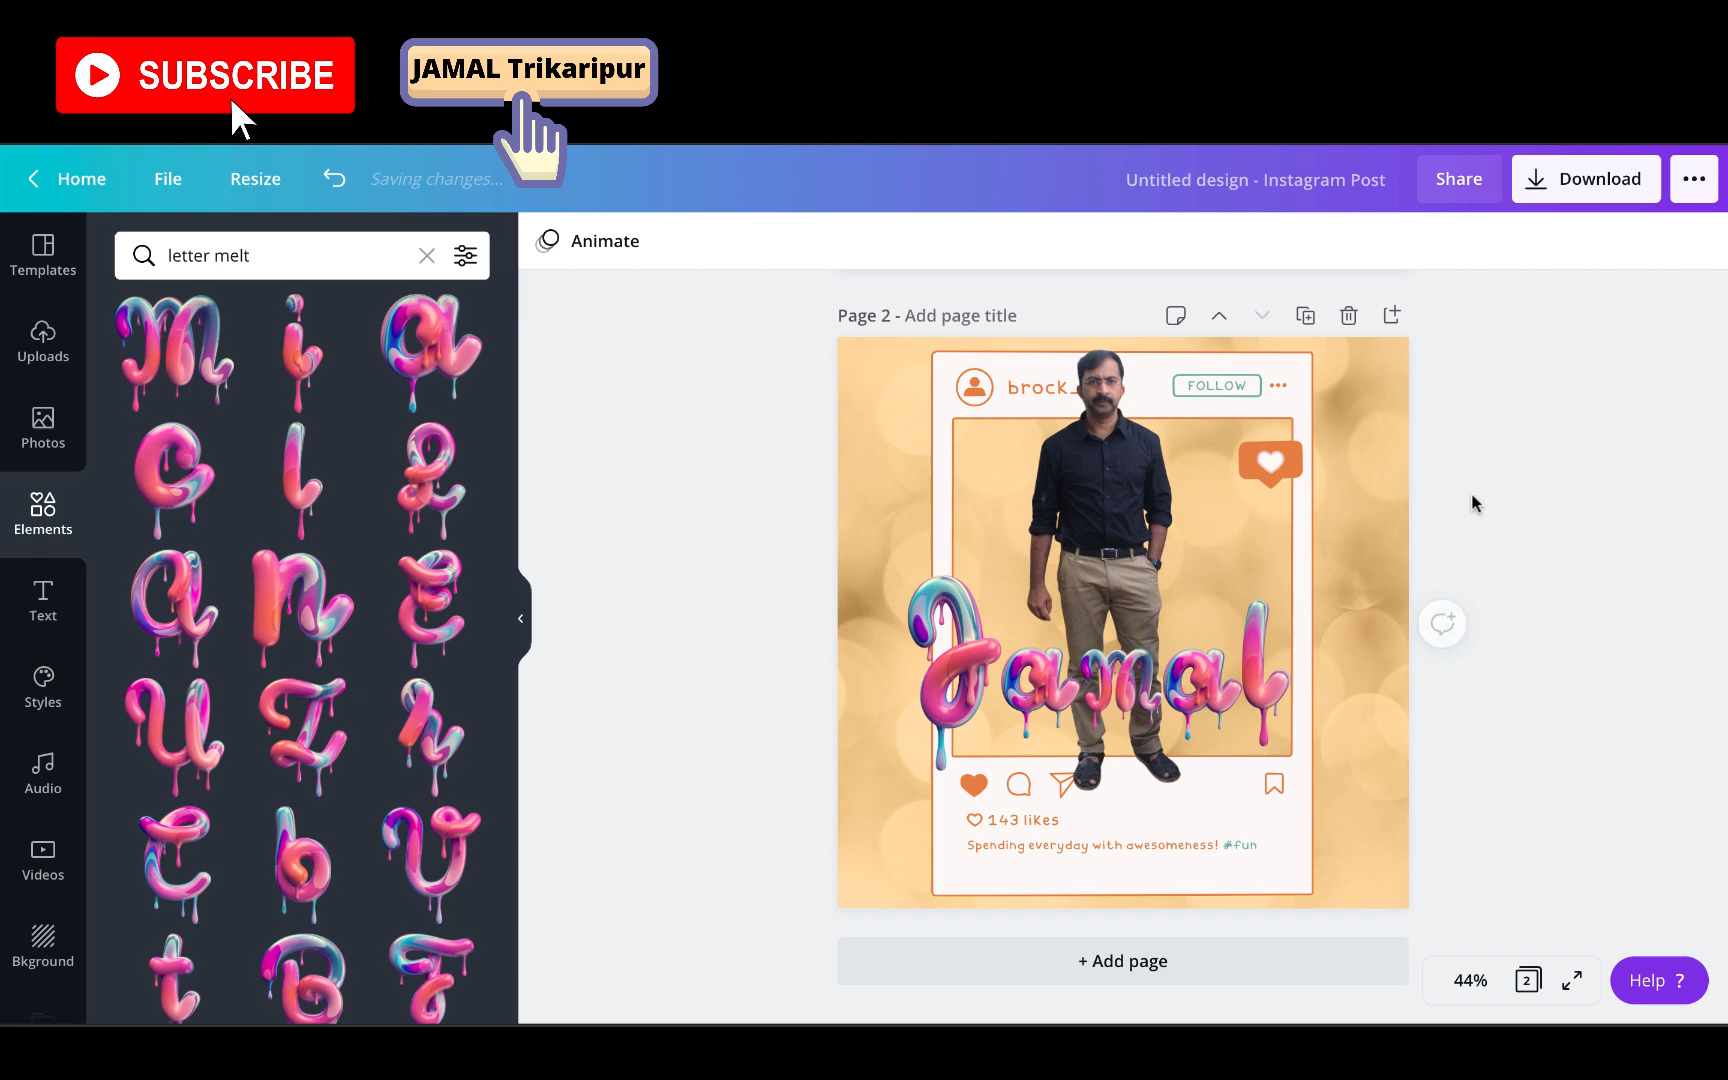 SUBSCRIBE
JAMAL Trikaripur
Home File Resize Saving changes... Untitled design - Instagram Post Share Download
Templates
Uploads
Photos
Elements
Text
Styles
Audio
Videos
Bkground
letter melt
m i a
c i e
a n e
u I h
c b v
t B F
Animate
Page 2 - Add page title
brock_ FOLLOW
Jamal
143 likes
Spending everyday with awesomeness! #fun
+ Add page
44% 2 Help ?